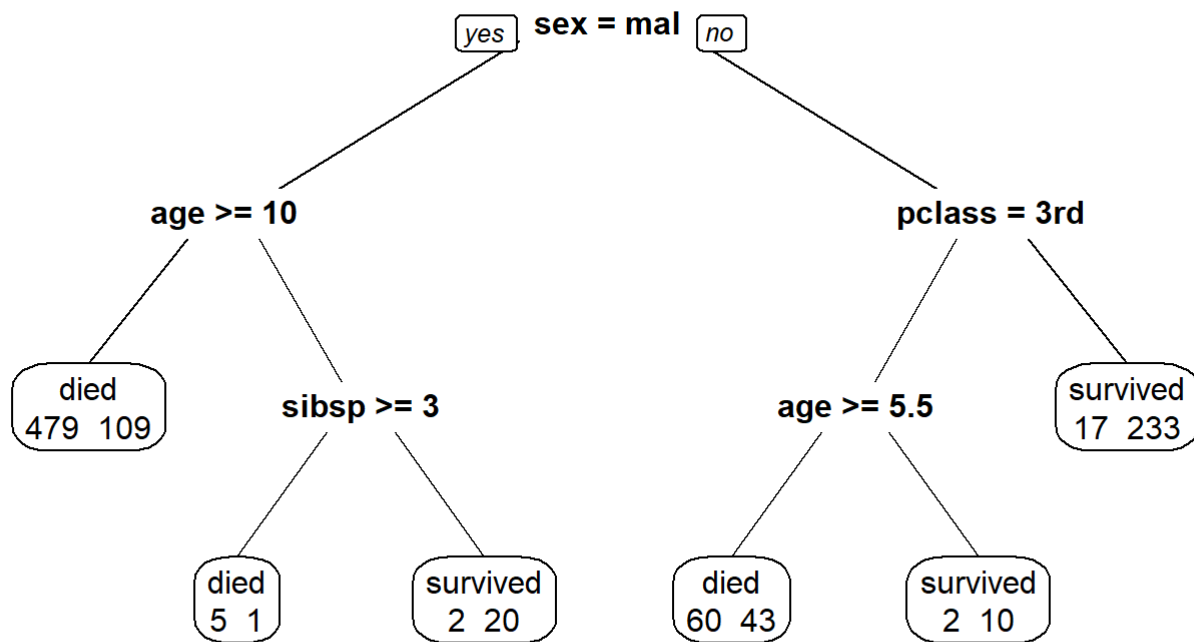 yes sex = mal no
age >= 10 pclass = 3rd
died
479 109
sibsp >= 3 age >= 5.5
survived
17 233
died
5 1
survived
2 20
died
60 43
survived
2 10